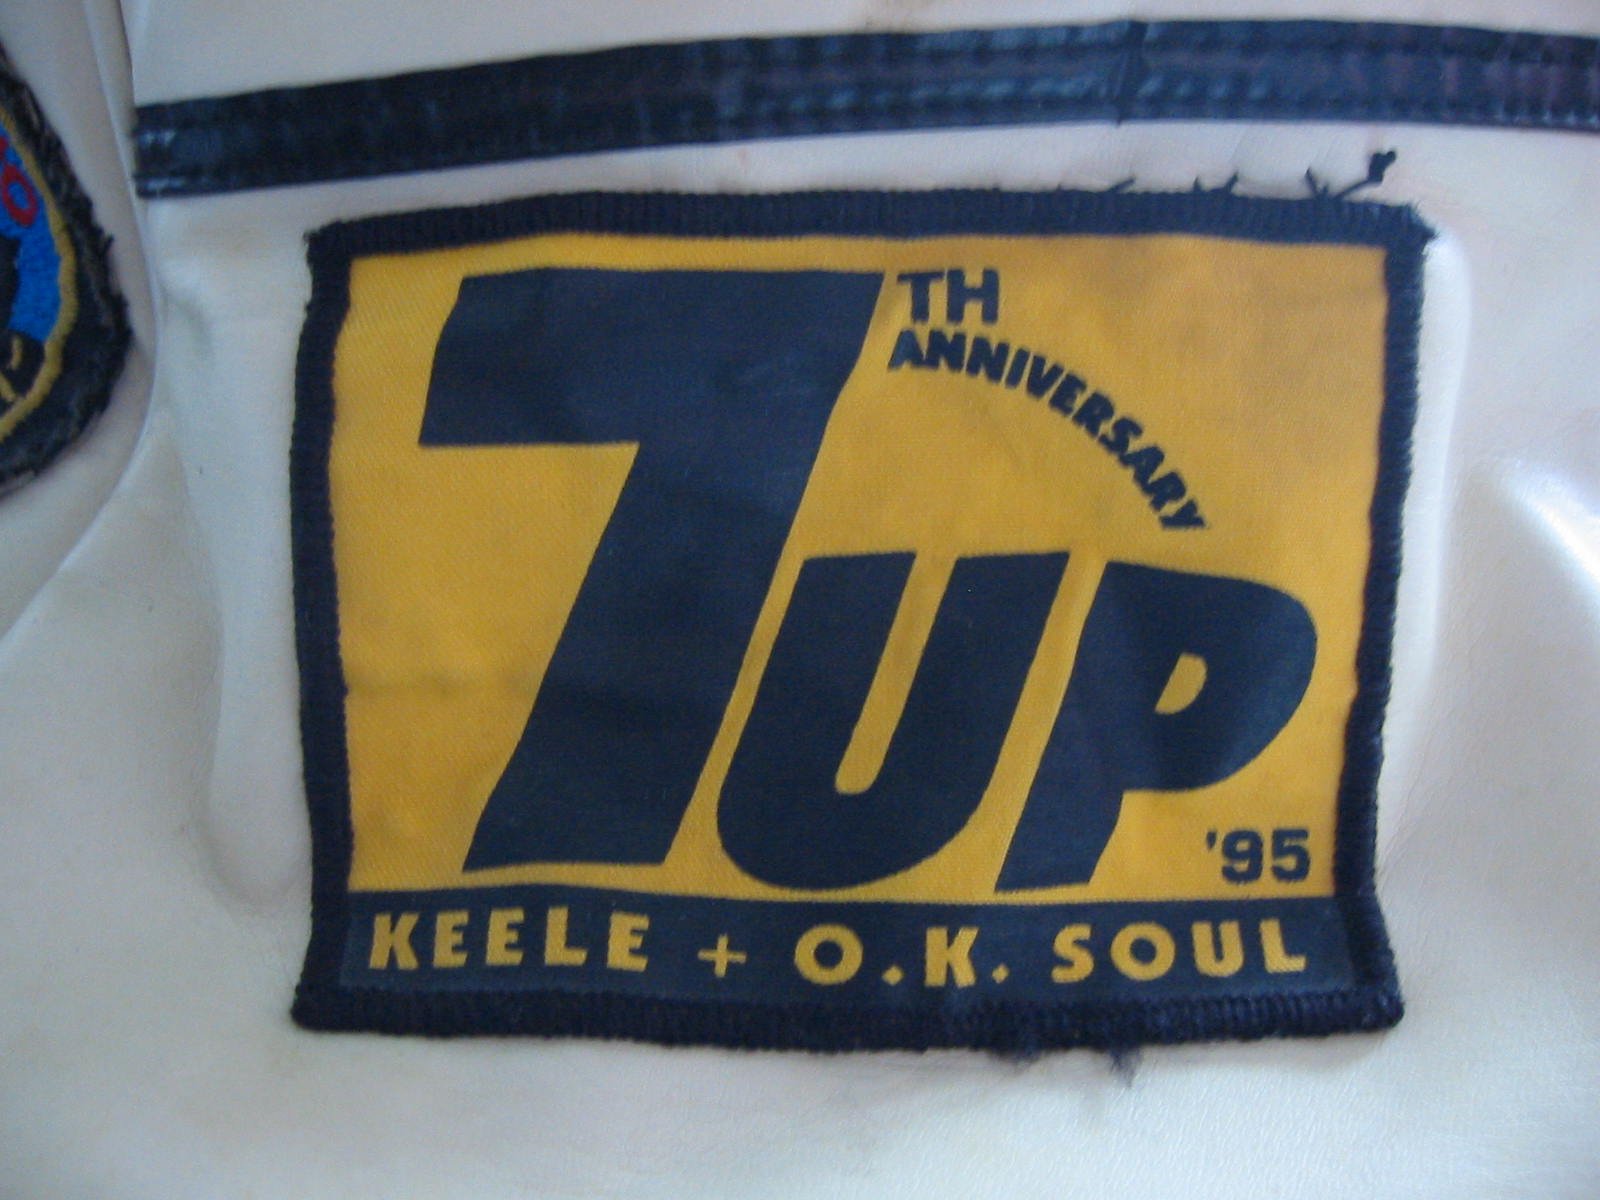 7TH
ANNIVERSARY
UP
'95
KEELE + O.K. SOUL